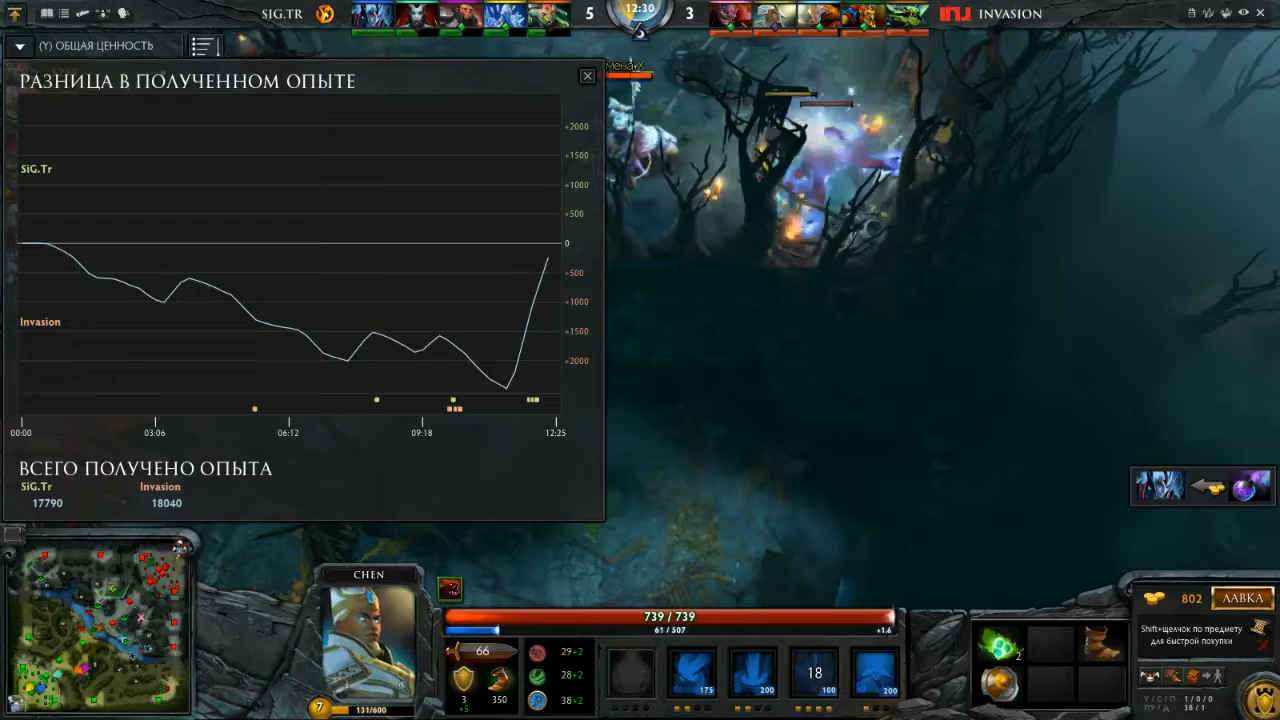 SIG.TR 5 12:30 3 INVASION
(Y) ОБЩАЯ ЦЕННОСТЬ
РАЗНИЦА В ПОЛУЧЕННОМ ОПЫТЕ
+2000
+1500
SiG.Tr
+1000
+500
0
+500
+1000
Invasion
+1500
+2000
00:00 03:06 06:12 09:18 12:25
ВСЕГО ПОЛУЧЕНО ОПЫТА
SiG.Tr Invasion
17790 18040
CHEN
739 / 739
61 / 507 +1.6
7 131/600
66
3 350
+5
29+2
28+2
38+2
175 200 18 100 200
2
802 ЛАВКА
Shift+щелчок по предмету
для быстрой покупки
У / С / П 1 / 0 / 0
38 / 1